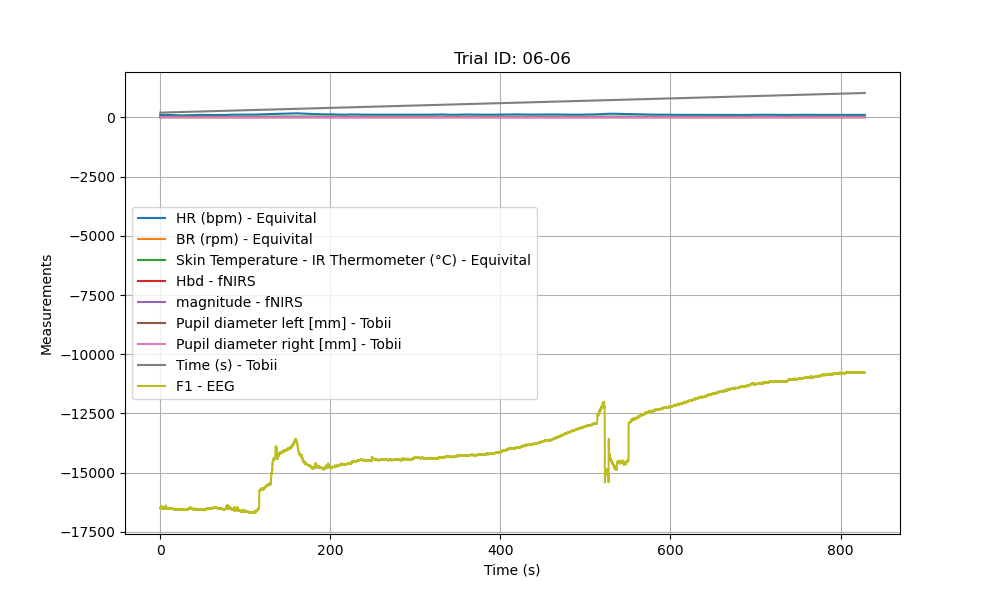 Trial ID: 06-06
Measurements
0
−2500
−5000
−7500
−10000
−12500
−15000
−17500
HR (bpm) - Equivital
BR (rpm) - Equivital
Skin Temperature - IR Thermometer (°C) - Equivital
Hbd - fNIRS
magnitude - fNIRS
Pupil diameter left [mm] - Tobii
Pupil diameter right [mm] - Tobii
Time (s) - Tobii
F1 - EEG
0 200 400 600 800
Time (s)